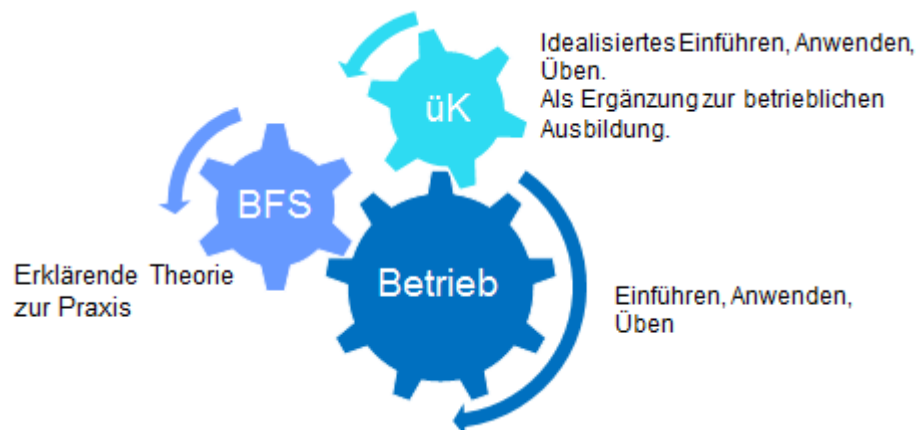 üK
Idealisiertes Einführen, Anwenden,
Üben.
Als Ergänzung zur betrieblichen
Ausbildung.
BFS
Erklärende Theorie
zur Praxis
Betrieb
Einführen, Anwenden,
Üben